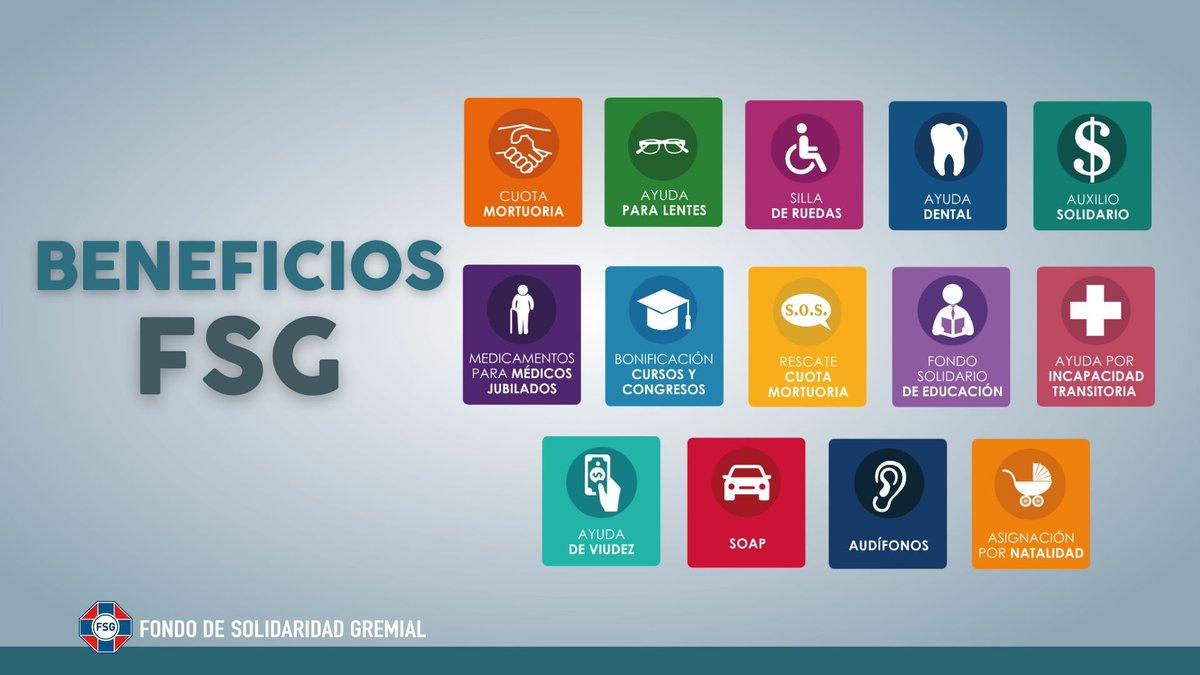 BENEFICIOS
FSG
CUOTA
MORTUORIA
AYUDA
PARA LENTES
SILLA
DE RUEDAS
AYUDA
DENTAL
$
AUXILIO
SOLIDARIO
MEDICAMENTOS
PARA MÉDICOS
JUBILADOS
BONIFICACIÓN
CURSOS Y
CONGRESOS
S.O.S.
RESCATE
CUOTA
MORTUORIA
FONDO
SOLIDARIO
DE EDUCACIÓN
AYUDA POR
INCAPACIDAD
TRANSITORIA
$
AYUDA
DE VIUDEZ
SOAP
AUDÍFONOS
ASIGNACIÓN
POR NATALIDAD
FSG
FONDO DE SOLIDARIDAD GREMIAL